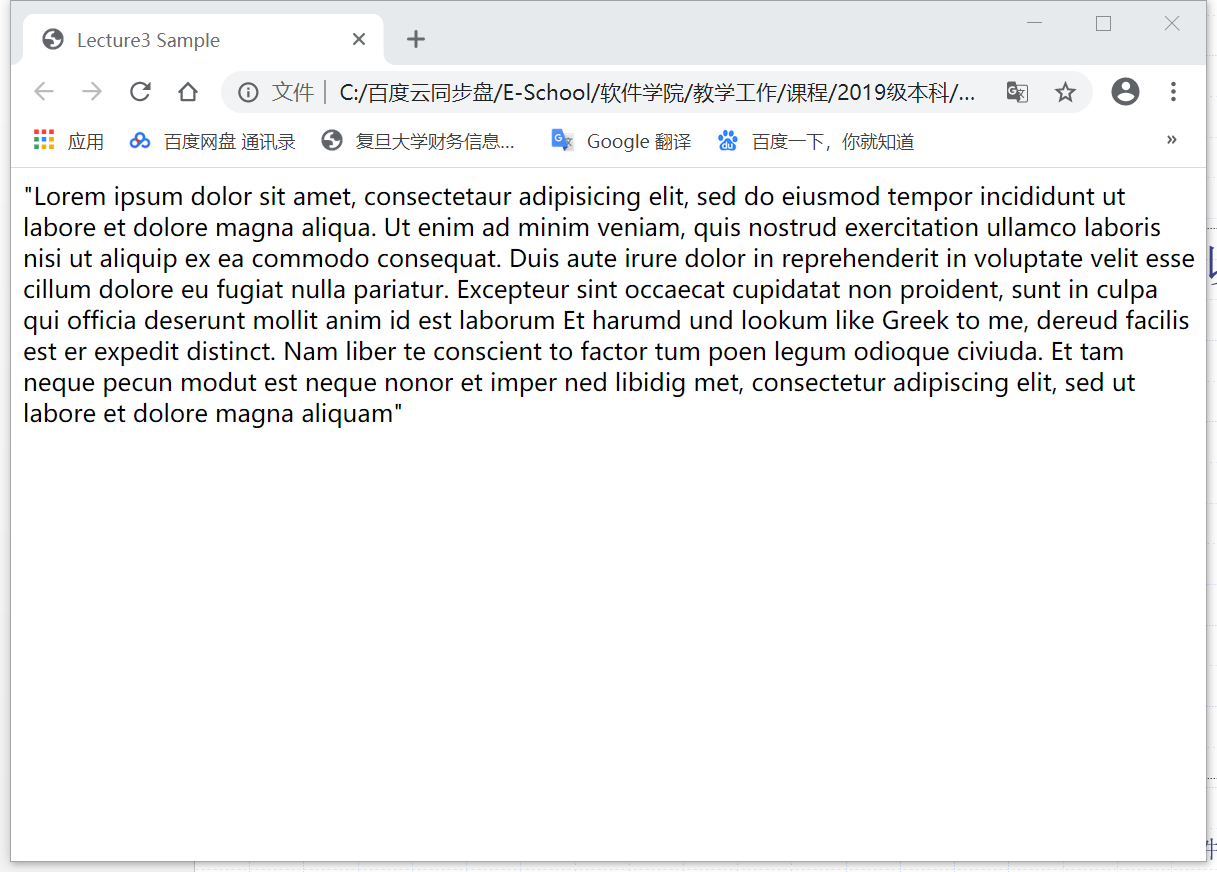 Lecture3 Sample
文件 C:/百度云同步盘/E-School/软件学院/教学工作/课程/2019级本科/...
应用 百度网盘 通讯录 复旦大学财务信息... Google 翻译 百度一下，你就知道 »
"Lorem ipsum dolor sit amet, consectetaur adipisicing elit, sed do eiusmod tempor incididunt ut
labore et dolore magna aliqua. Ut enim ad minim veniam, quis nostrud exercitation ullamco laboris
nisi ut aliquip ex ea commodo consequat. Duis aute irure dolor in reprehenderit in voluptate velit esse
cillum dolore eu fugiat nulla pariatur. Excepteur sint occaecat cupidatat non proident, sunt in culpa
qui officia deserunt mollit anim id est laborum Et harumd und lookum like Greek to me, dereud facilis
est er expedit distinct. Nam liber te conscient to factor tum poen legum odioque civiuda. Et tam
neque pecun modut est neque nonor et imper ned libidig met, consectetur adipiscing elit, sed ut
labore et dolore magna aliquam"